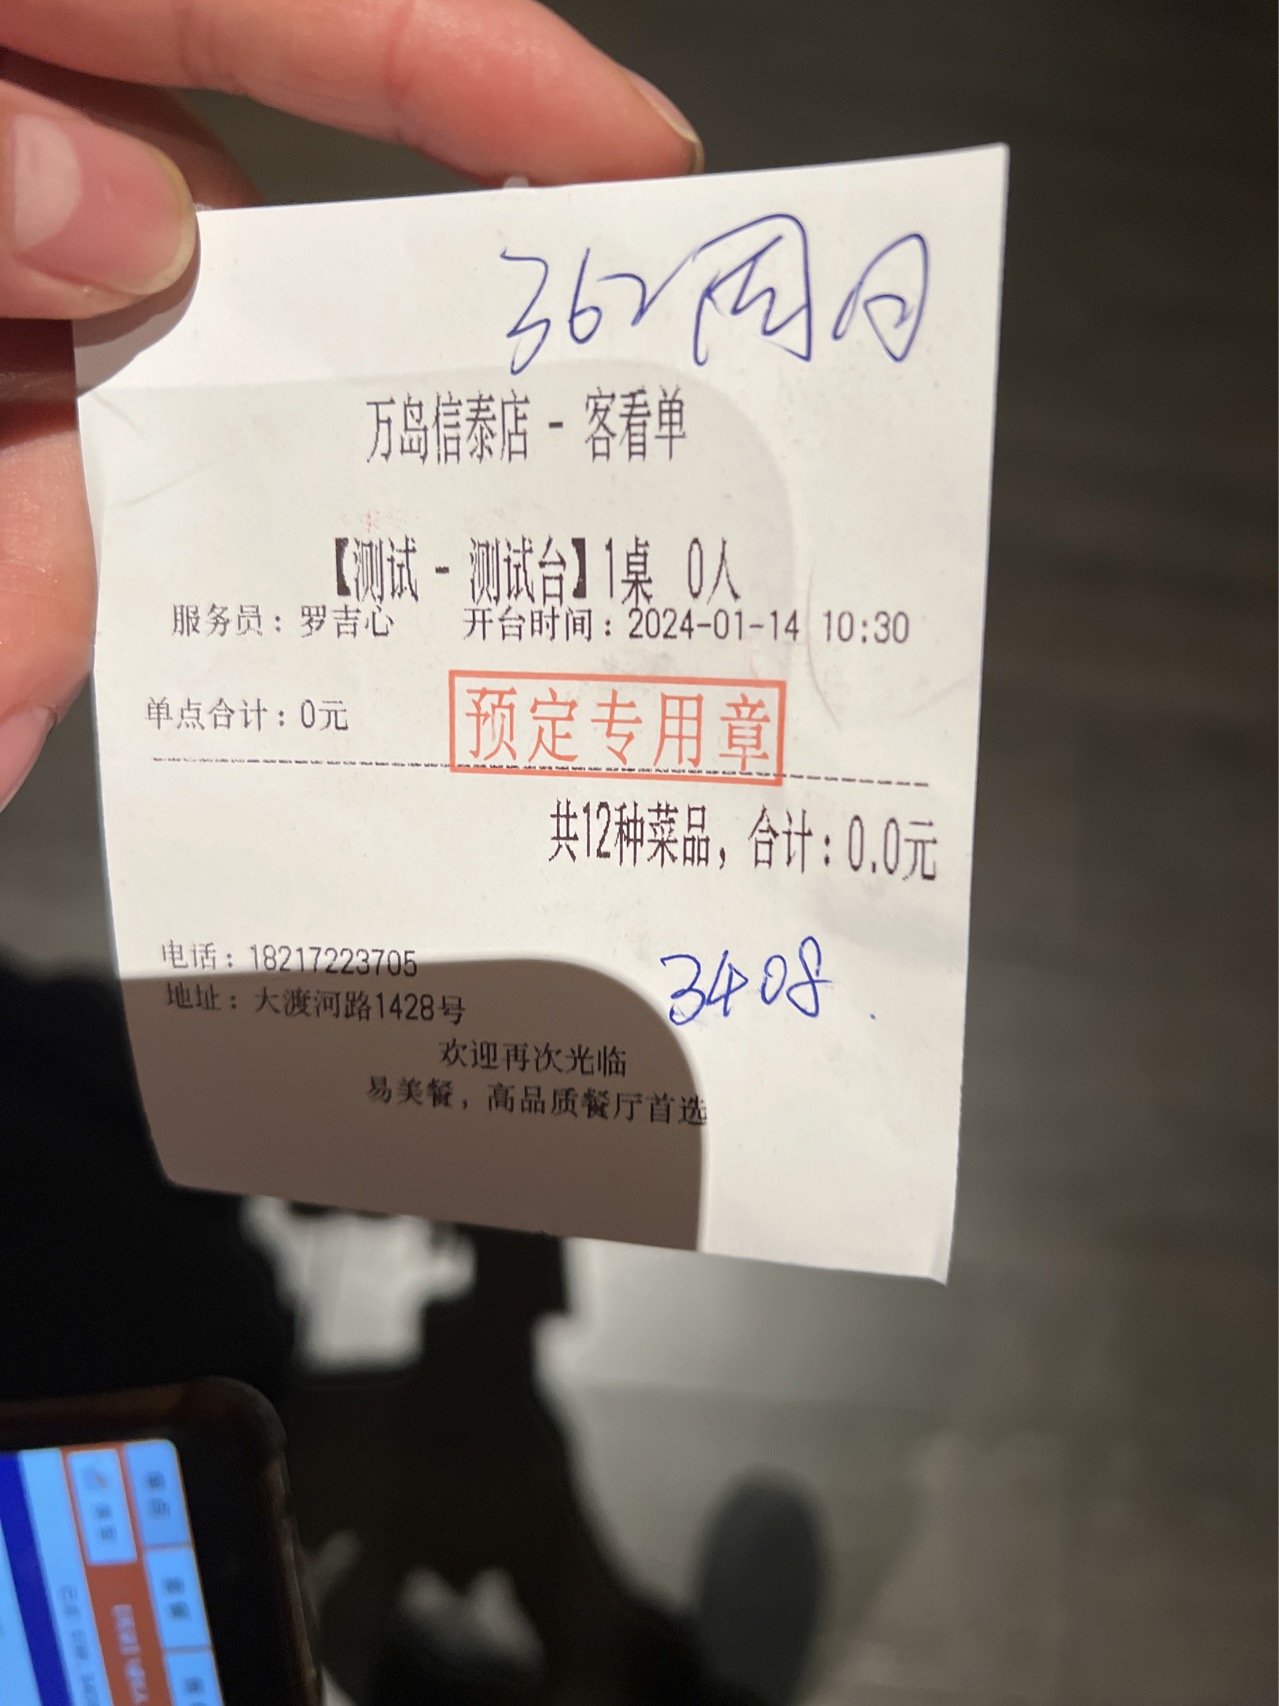 362周日
万岛信泰店 - 客看单
【测试 - 测试台】1桌 0人
服务员：罗吉心 开台时间：2024-01-14 10:30
单点合计：0元
预定专用章
共12种菜品，合计：0.0元
电话：18217223705
3408
地址：大渡河路1428号
欢迎再次光临
易美餐，高品质餐厅首选